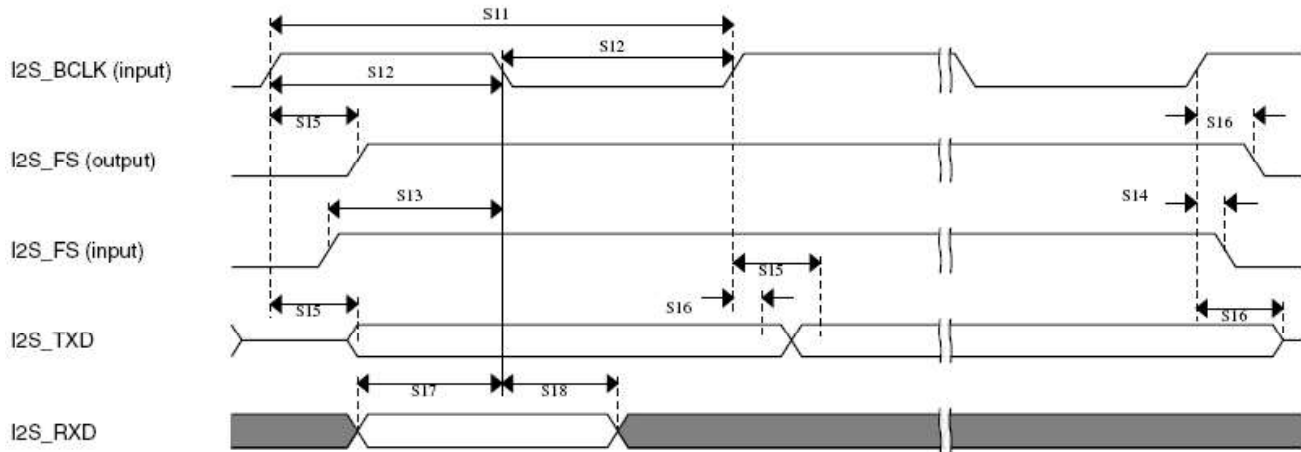 S11
I2S_BCLK (input)
S12
S12
S15
S16
I2S_FS (output)
S13
S14
I2S_FS (input)
S15
S15
S16
S16
I2S_TXD
S17
S18
I2S_RXD